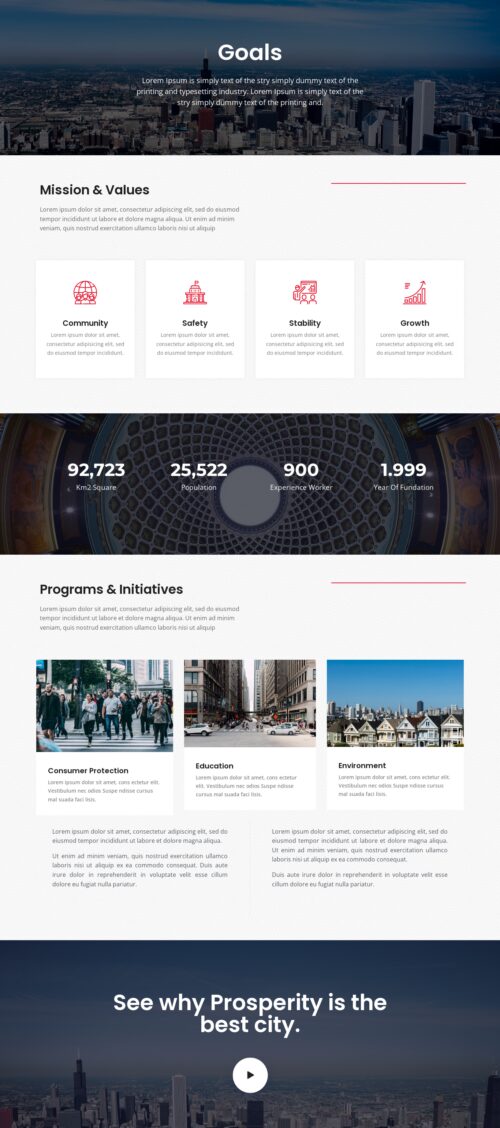 Goals
Lorem Ipsum is simply text of the stry simply dummy text of the
printing and typesetting industry. Lorem Ipsum is simply text of the
stry simply dummy text of the printing and.
Mission & Values
Lorem ipsum dolor sit amet, consectetur adipiscing elit, sed do eiusmod
tempor incididunt ut labore et dolore magna aliqua. Ut enim ad minim
veniam, quis nostrud exercitation ullamco laboris nisi ut aliquip
Community
Lorem ipsum dolor sit amet,
consectetur adipisicing elit, sed
do eiusmod tempor incididunt.
Safety
Lorem ipsum dolor sit amet,
consectetur adipisicing elit, sed
do eiusmod tempor incididunt.
Stability
Lorem ipsum dolor sit amet,
consectetur adipisicing elit, sed
do eiusmod tempor incididunt.
Growth
Lorem ipsum dolor sit amet,
consectetur adipisicing elit, sed
do eiusmod tempor incididunt.
92,723
Km2 Square
25,522
Population
900
Experience Worker
1.999
Year Of Fundation
Programs & Initiatives
Lorem ipsum dolor sit amet, consectetur adipiscing elit, sed do eiusmod
tempor incididunt ut labore et dolore magna aliqua. Ut enim ad minim
veniam, quis nostrud exercitation ullamco laboris nisi ut aliquip
Consumer Protection
Lorem ipsum dolor sit amet, cons ectetur elit.
Vestibulum nec odios Suspe ndisse cursus
mal suada faci lisis.
Education
Lorem ipsum dolor sit amet, cons ectetur
elit. Vestibulum nec odios Suspe ndisse
cursus mal suada faci lisis.
Environment
Lorem ipsum dolor sit amet, cons ectetur elit.
Vestibulum nec odios Suspe ndisse cursus
mal suada faci lisis.
Lorem ipsum dolor sit amet, consectetur adipisicing elit, sed do
eiusmod tempor incididunt ut labore et dolore magna aliqua.
Ut enim ad minim veniam, quis nostrud exercitation ullamco
laboris nisi ut aliquip ex ea commodo consequat. Duis aute
irure dolor in reprehenderit in voluptate velit esse cillum
dolore eu fugiat nulla pariatur.
Lorem ipsum dolor sit amet, consectetur adipisicing elit, sed do
eiusmod tempor incididunt ut labore et dolore magna aliqua.
Ut enim ad minim veniam, quis nostrud exercitation ullamco
laboris nisi ut aliquip ex ea commodo consequat.
Duis aute irure dolor in reprehenderit in voluptate velit esse
cillum dolore eu fugiat nulla pariatur.
See why Prosperity is the
best city.